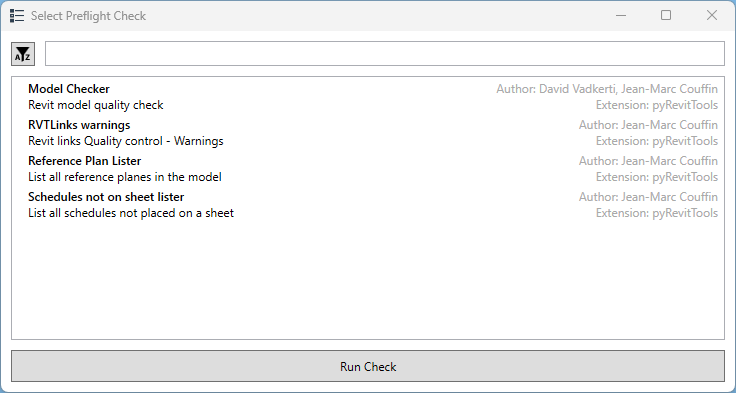 Select Preflight Check
AZ
Model Checker Author: David Vadkerti, Jean-Marc Couffin
Revit model quality check Extension: pyRevitTools
RVTLinks warnings Author: Jean-Marc Couffin
Revit links Quality control - Warnings Extension: pyRevitTools
Reference Plan Lister Author: Jean-Marc Couffin
List all reference planes in the model Extension: pyRevitTools
Schedules not on sheet lister Author: Jean-Marc Couffin
List all schedules not placed on a sheet Extension: pyRevitTools
Run Check